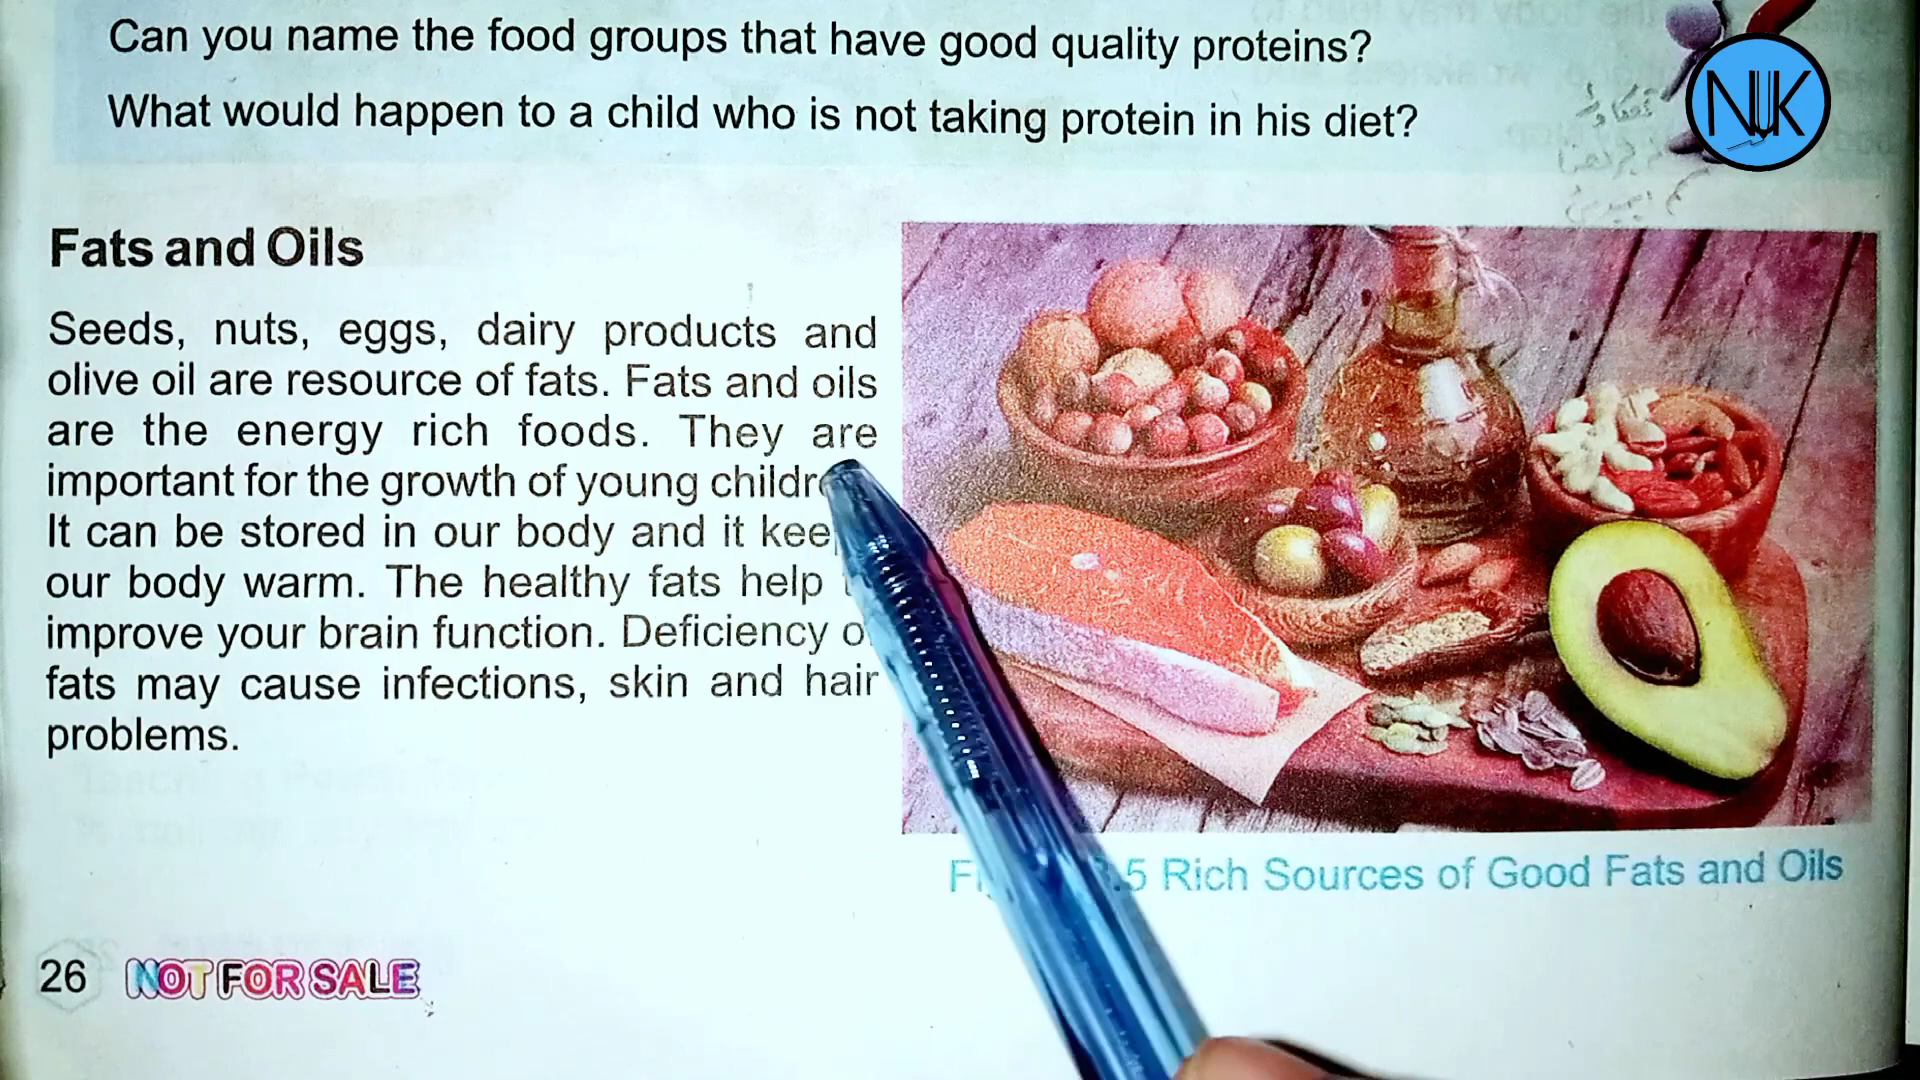 Can you name the food groups that have good quality proteins?
What would happen to a child who is not taking protein in his diet?
NUK
Fats and Oils
Seeds, nuts, eggs, dairy products and
olive oil are resource of fats. Fats and oils
are the energy rich foods. They are
important for the growth of young
It can be stored in our body and it
our body warm. The healthy fats help
improve your brain function. Deficiency
fats may cause infections, skin and hair
problems.
.5 Rich Sources of Good Fats and Oils
26 NOT FOR SALE